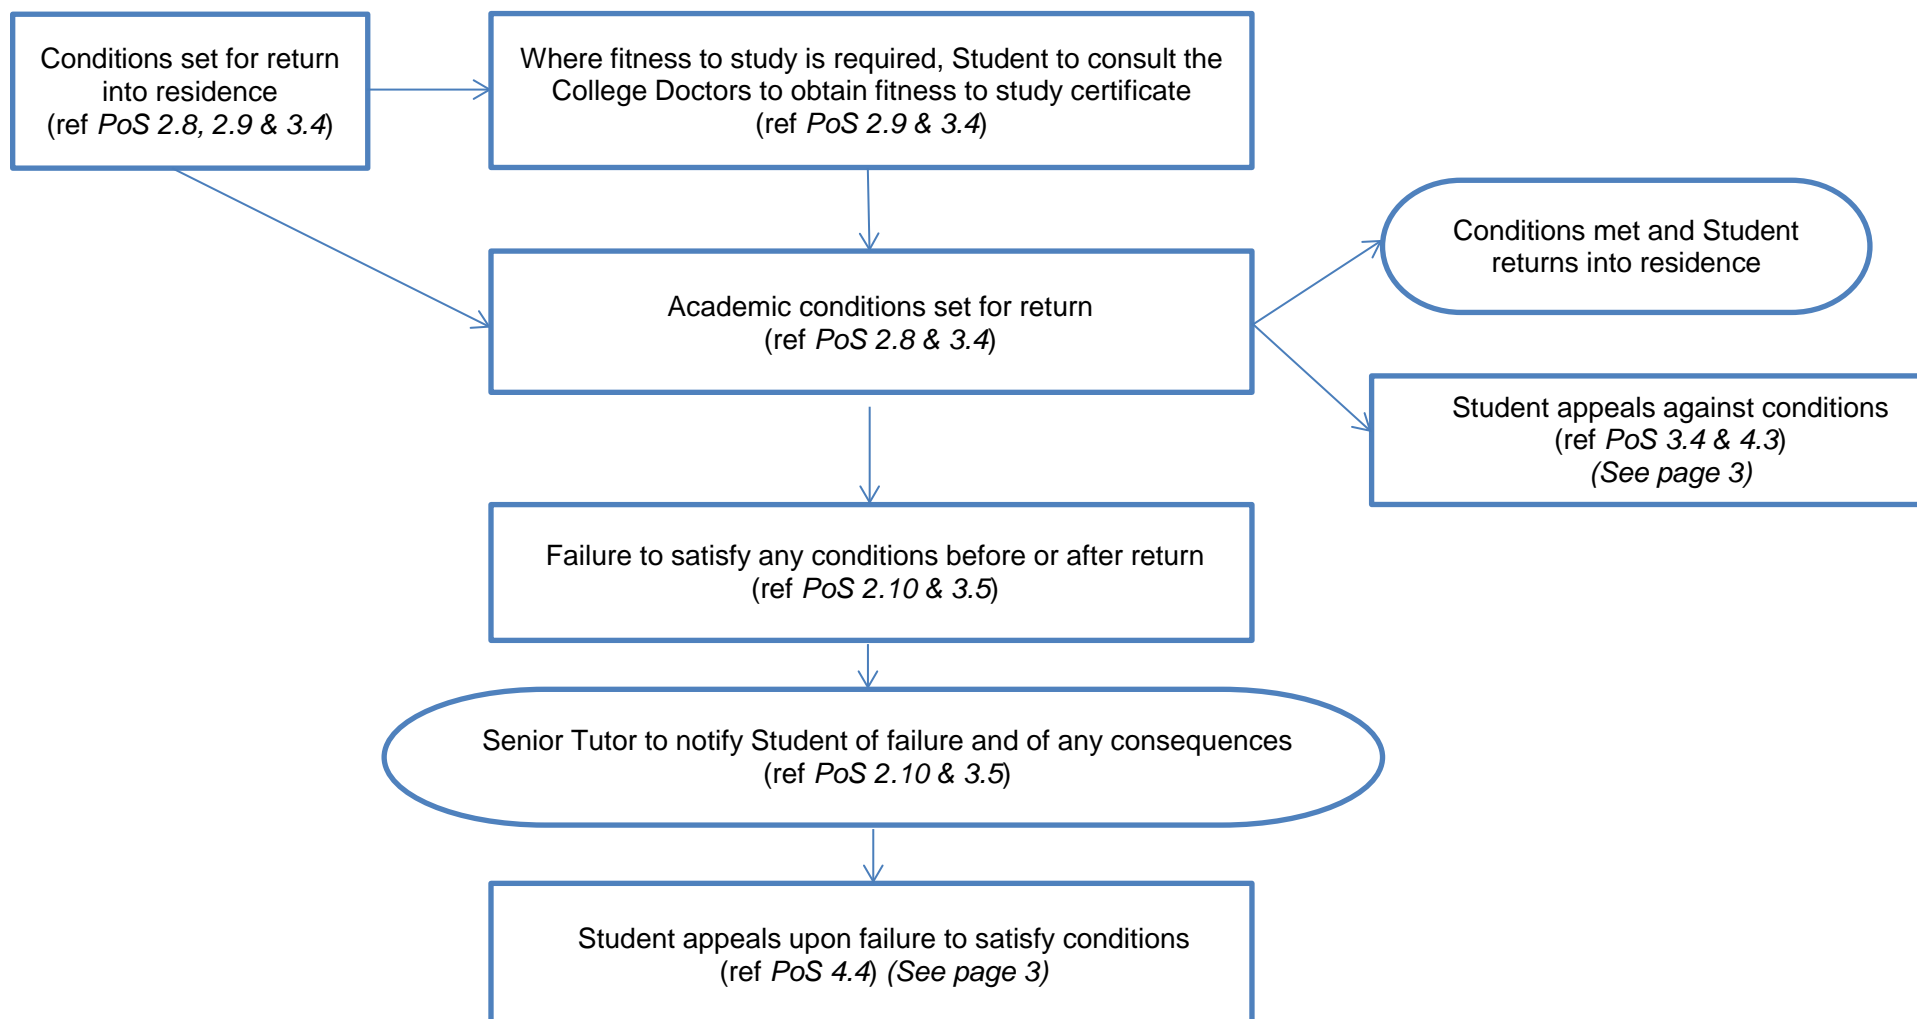 Conditions set for return
into residence
(ref PoS 2.8, 2.9 & 3.4)
Where fitness to study is required, Student to consult the
College Doctors to obtain fitness to study certificate
(ref PoS 2.9 & 3.4)
Conditions met and Student
returns into residence
Academic conditions set for return
(ref PoS 2.8 & 3.4)
Student appeals against conditions
(ref PoS 3.4 & 4.3)
(See page 3)
Failure to satisfy any conditions before or after return
(ref PoS 2.10 & 3.5)
Senior Tutor to notify Student of failure and of any consequences
(ref PoS 2.10 & 3.5)
Student appeals upon failure to satisfy conditions
(ref PoS 4.4) (See page 3)